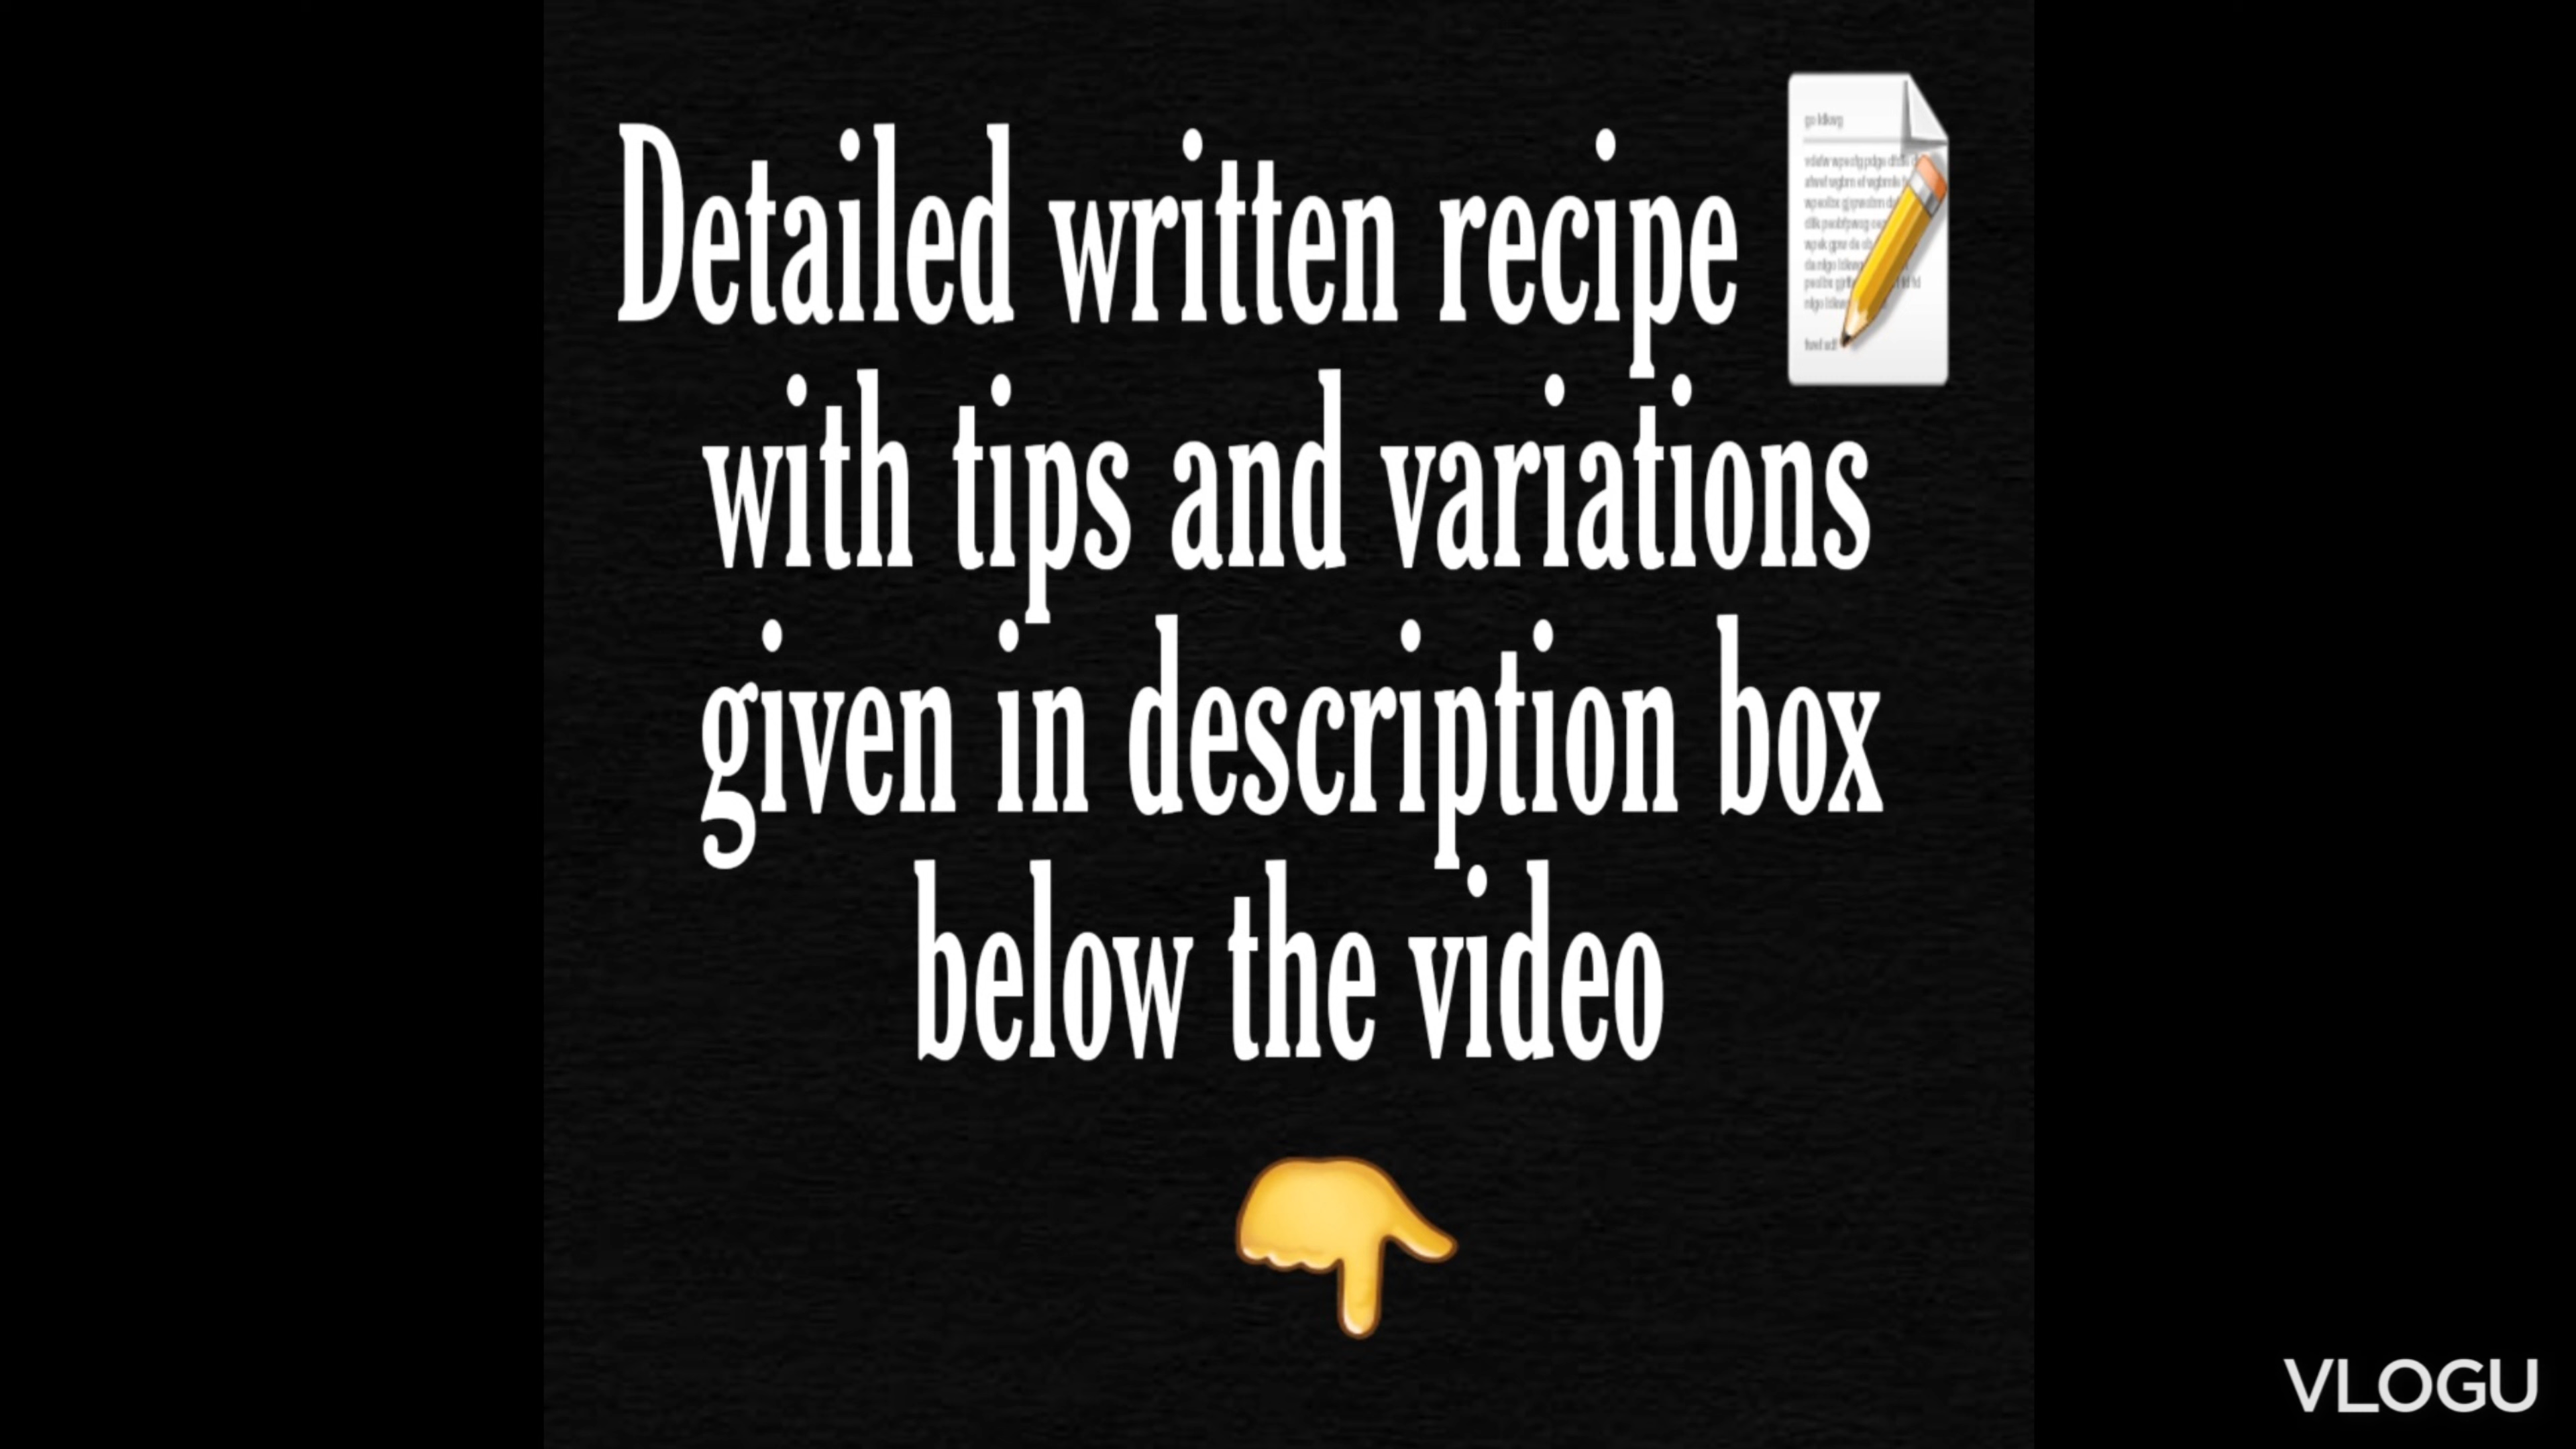 Detailed written recipe
with tips and variations
given in description box
below the video
VLOGU